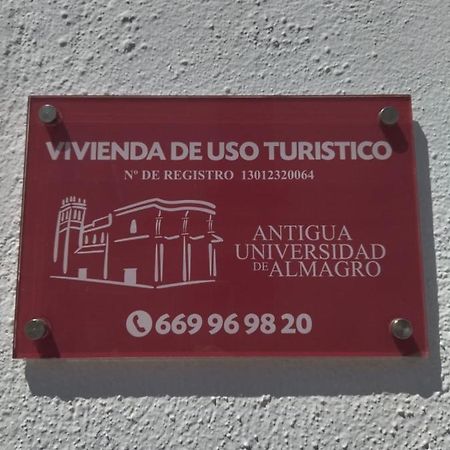 VIVIENDA DE USO TURISTICO
Nº DE REGISTRO 13012320064
ANTIGUA
UNIVERSIDAD
DE ALMAGRO
669 96 98 20